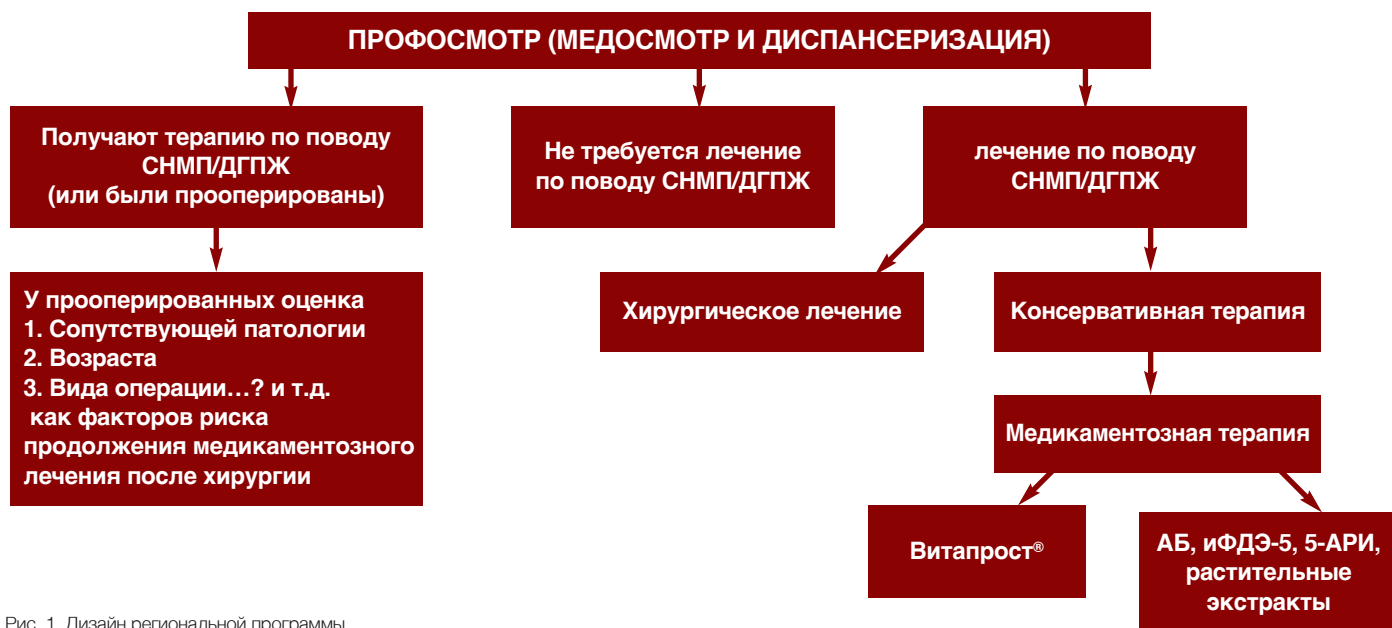 ПРОФОСМОТР (МЕДОСМОТР И ДИСПАНСЕРИЗАЦИЯ)
Получают терапию по поводу
СНМП/ДГПЖ
(или были прооперированы)
Не требуется лечение
по поводу СНМП/ДГПЖ
лечение по поводу
СНМП/ДГПЖ
У прооперированных оценка
1. Сопутствующей патологии
2. Возраста
3. Вида операции...? и т.д.
как факторов риска
продолжения медикаментозного
лечения после хирургии
Хирургическое лечение
Консервативная терапия
Медикаментозная терапия
Витапрост®
АБ, иФДЭ-5, 5-АРИ,
растительные
экстракты
Рис. 1. Дизайн региональной программы